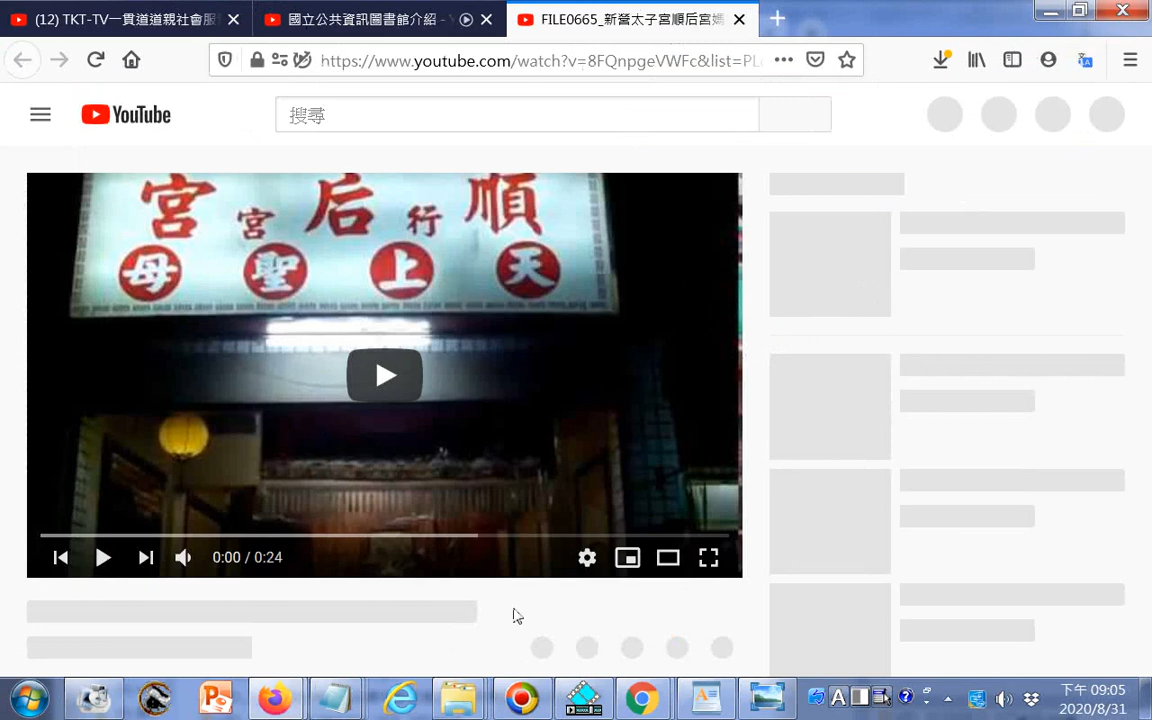 (12) TKT-TV一貫道道親社會服
國立公共資訊圖書館介紹 - Y
FILE0665_新營太子宮順后宮媽
https://www.youtube.com/watch?v=8FQnpgeVWFc&list=PL
YouTube
搜尋
宮宮后行順
母聖上天
0:00 / 0:24
A
下午 09:05
2020/8/31